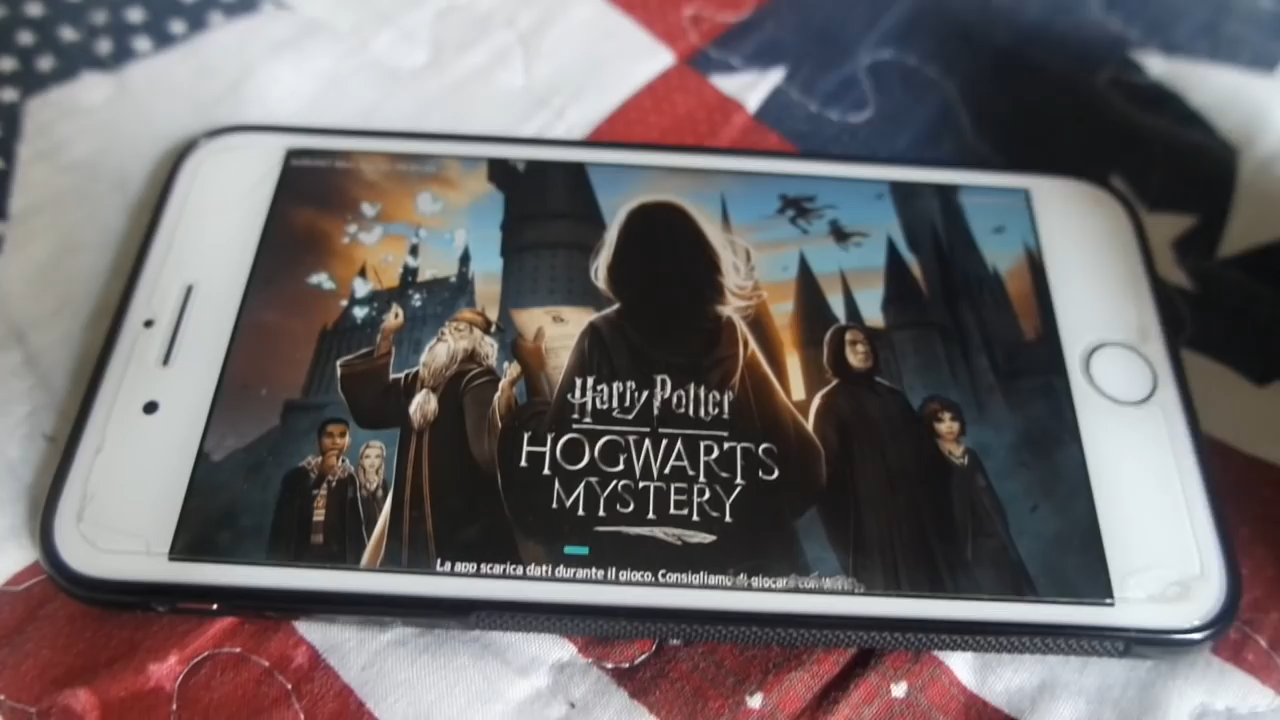 Harry Potter
HOGWARTS
MYSTERY
La app scarica dati durante il gioco. Consigliamo di giocare con